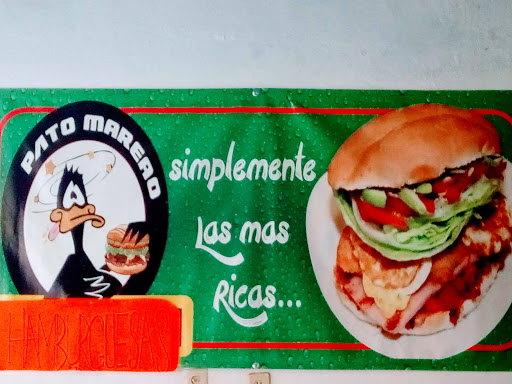 PATO MAREAO
simplemente
Las mas
Ricas...
HAMBURGUESAS